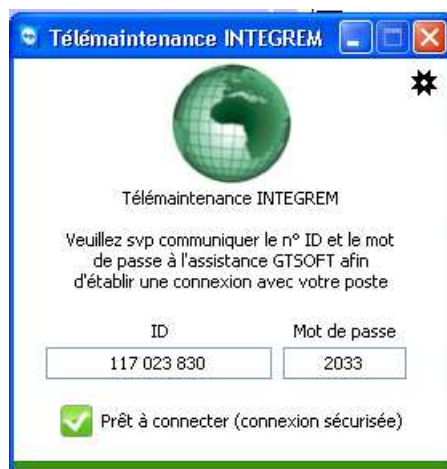 Télémaintenance INTEGREM
Télémaintenance INTEGREM
Veuillez svp communiquer le n° ID et le mot
de passe à l'assistance GTSOFT afin
d'établir une connexion avec votre poste
ID Mot de passe
117 023 830 2033
Prêt à connecter (connexion sécurisée)